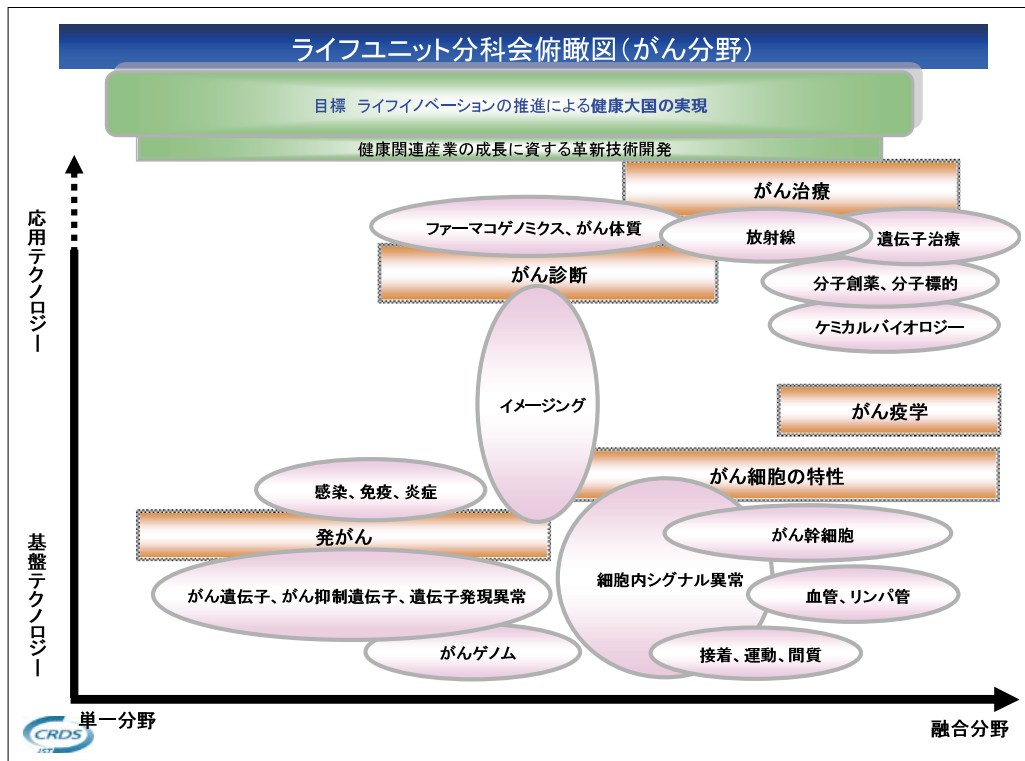 ライフユニット分科会俯瞰図(がん分野)
目標 ライフイノベーションの推進による健康大国の実現
健康関連産業の成長に資する革新技術開発
応用テクノロジー
がん治療
ファーマコゲノミクス、がん体質
放射線
遺伝子治療
がん診断
分子創薬、分子標的
ケミカルバイオロジー
イメージング
がん疫学
がん細胞の特性
感染、免疫、炎症
発がん
がん幹細胞
基盤テクノロジー
細胞内シグナル異常
がん遺伝子、がん抑制遺伝子、遺伝子発現異常
血管、リンパ管
がんゲノム
接着、運動、間質
単一分野
融合分野
CRDS
JST